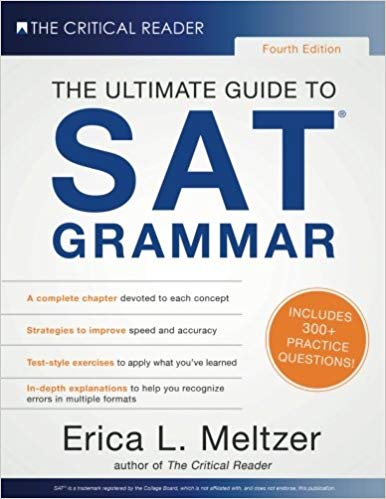 THE CRITICAL READER
Fourth Edition
THE ULTIMATE GUIDE TO
SAT®
GRAMMAR
A complete chapter devoted to each concept
Strategies to improve speed and accuracy
Test-style exercises to apply what you've learned
In-depth explanations to help you recognize
errors in multiple formats
INCLUDES
300+
PRACTICE
QUESTIONS!
Erica L. Meltzer
author of The Critical Reader
SAT® is a trademark registered by the College Board, which is not affiliated with, and does not endorse, this publication.